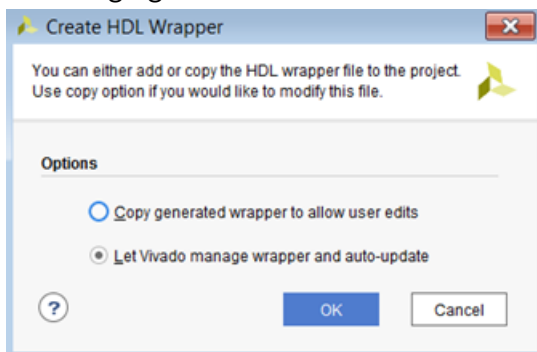 Create HDL Wrapper
You can either add or copy the HDL wrapper file to the project.
Use copy option if you would like to modify this file.
Options
Copy generated wrapper to allow user edits
Let Vivado manage wrapper and auto-update
?
OK
Cancel